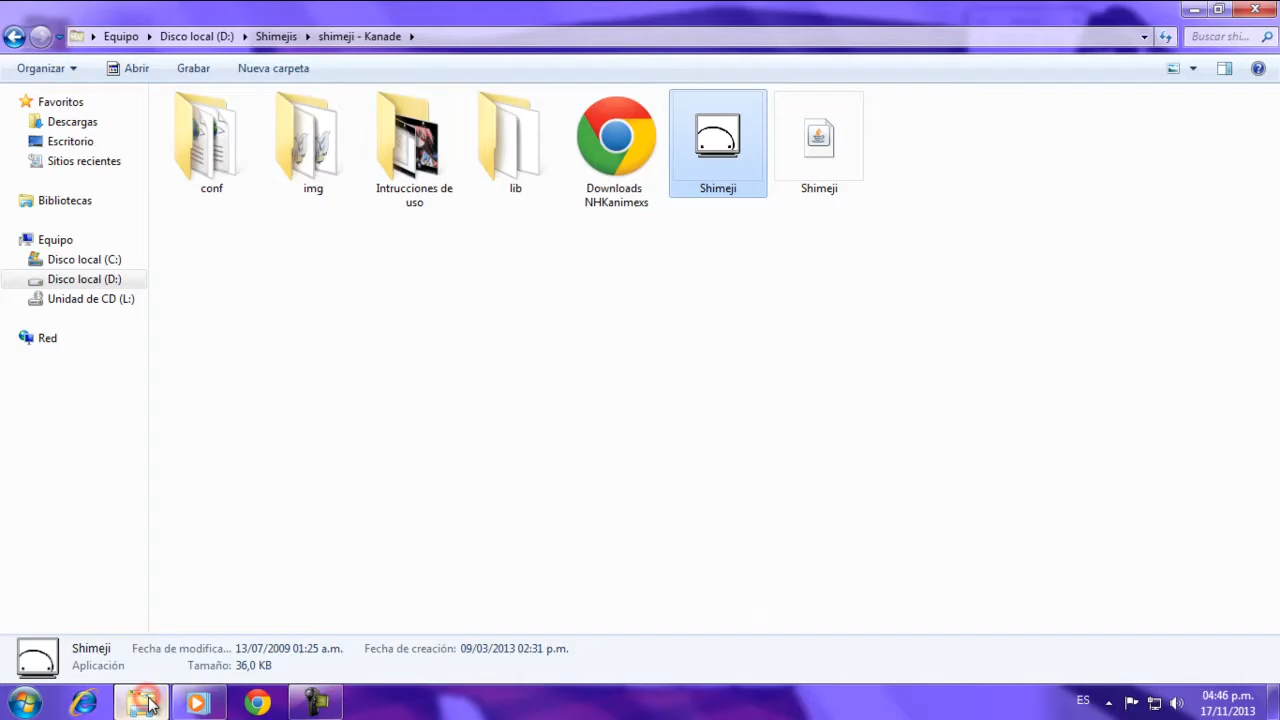 Equipo
Disco local (D:)
Shimejis
shimeji - Kanade
Buscar shi...
Organizar
Abrir
Grabar
Nueva carpeta
Favoritos
Descargas
Escritorio
Sitios recientes
Bibliotecas
Equipo
Disco local (C:)
Disco local (D:)
Unidad de CD (L:)
Red
conf
img
Intrucciones de
uso
lib
Downloads
NHKanimexs
Shimeji
Shimeji
Shimeji
Fecha de modifica... 13/07/2009 01:25 a.m.
Fecha de creación: 09/03/2013 02:31 p.m.
Aplicación
Tamaño: 36,0 KB
ES
04:46 p.m.
17/11/2013